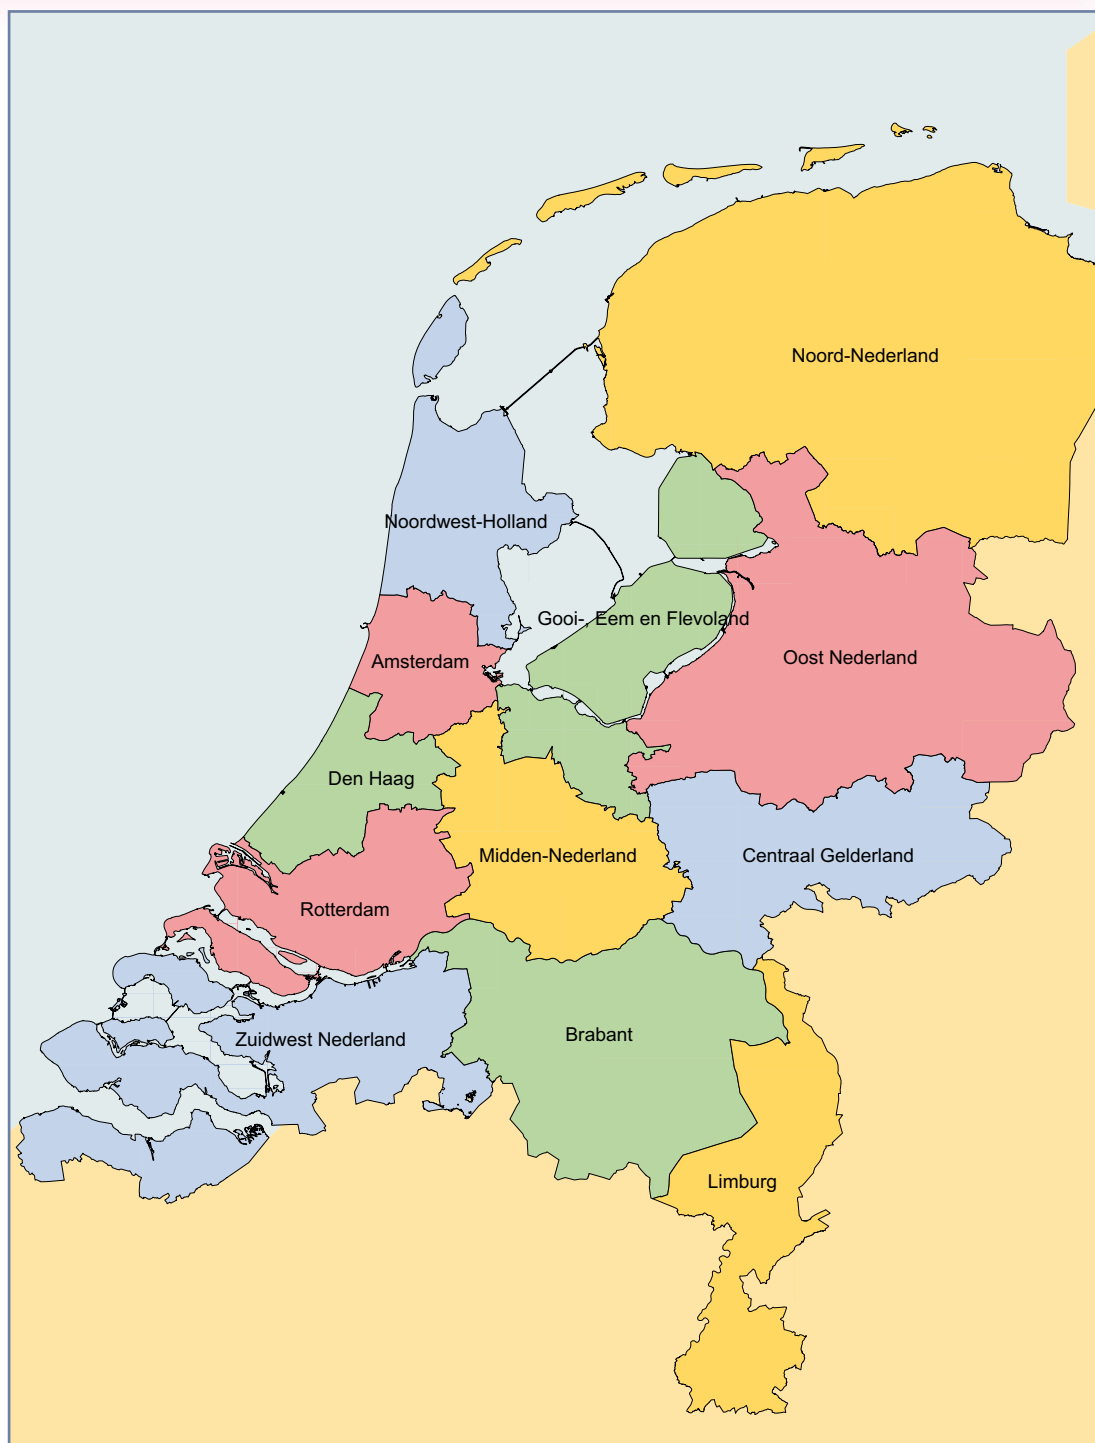 Noord-Nederland
Noordwest-Holland
Gooi-, Eem en Flevoland
Oost Nederland
Amsterdam
Den Haag
Midden-Nederland
Centraal Gelderland
Rotterdam
Brabant
Zuidwest Nederland
Limburg